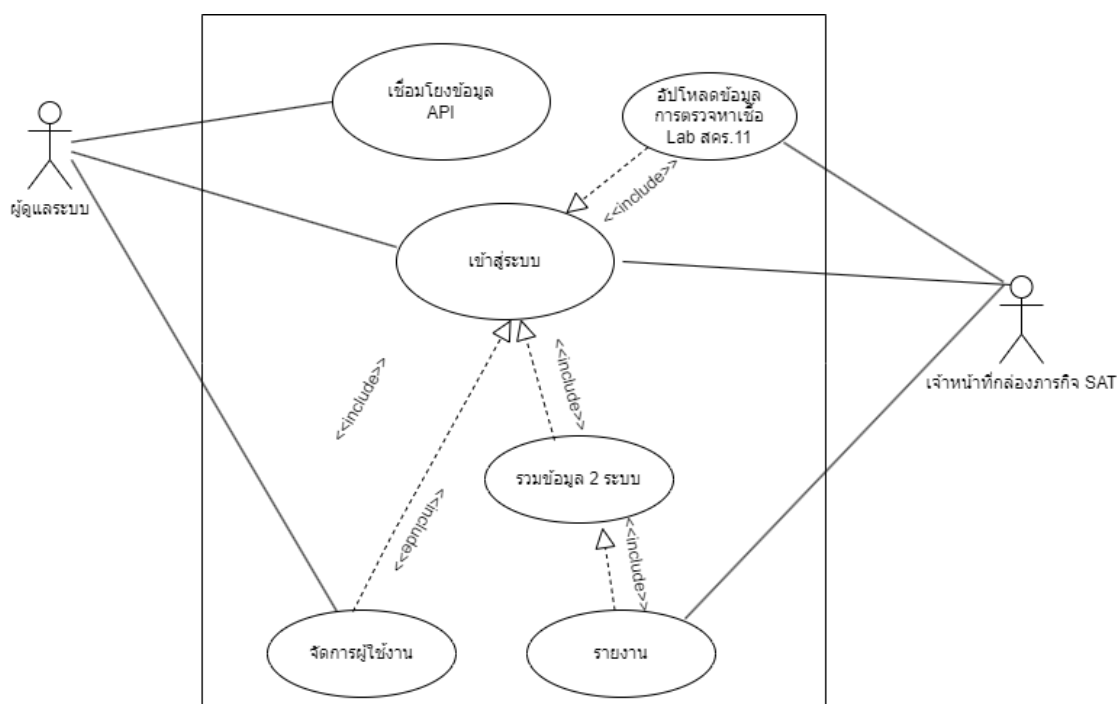 เชื่อมโยงข้อมูล
API
อัปโหลดข้อมูล
การตรวจหาเชื้อ
Lab สคร.11
ผู้ดูแลระบบ
<<include>>
เข้าสู่ระบบ
เจ้าหน้าที่กล่องภารกิจ SAT
<<include>>
<<include>>
รวมข้อมูล 2 ระบบ
<<include>>
<<include>>
จัดการผู้ใช้งาน
รายงาน